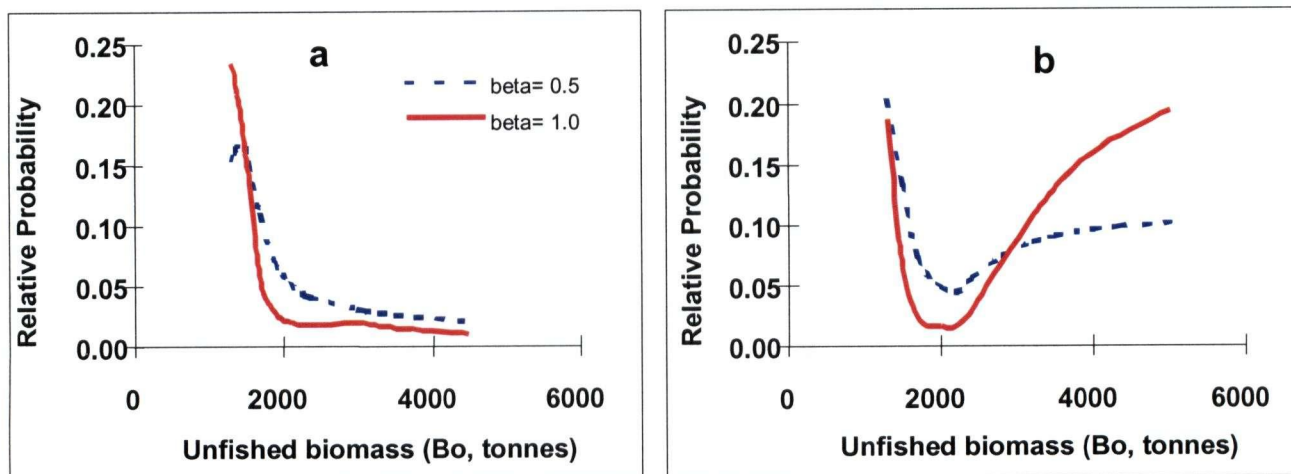 a
beta= 0.5
beta= 1.0
0.25
0.20
0.15
0.10
0.05
0.00
Relative Probability
0 2000 4000 6000
Unfished biomass (Bo, tonnes)
b
0.25
0.20
0.15
0.10
0.05
0.00
Relative Probability
0 2000 4000 6000
Unfished biomass (Bo, tonnes)